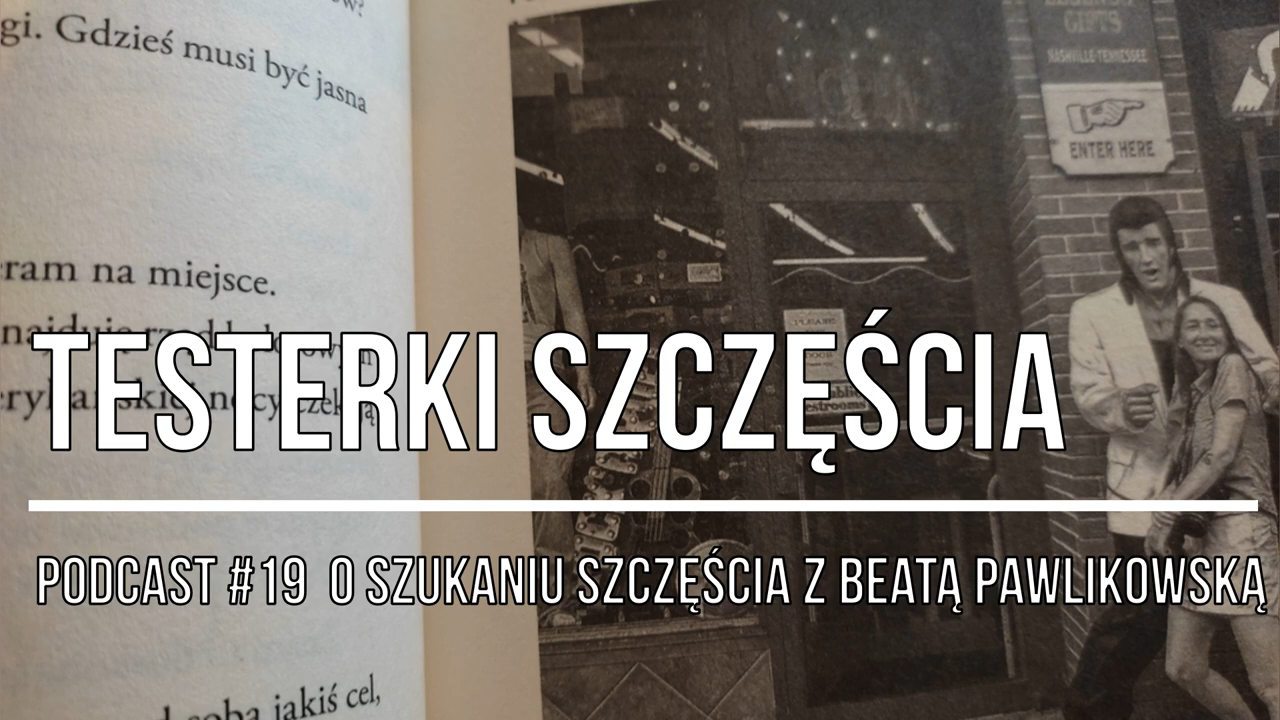 gi. Gdzieś musi być jasna
na miejsce.
TESTERKI SZCZĘŚCIA
PODCAST #19 O SZUKANIU SZCZĘŚCIA Z BEATĄ PAWLIKOWSKĄ
jakiś cel,
GIFTS
NASHVILLE-TENNESSEE
ENTER HERE
PLEASE